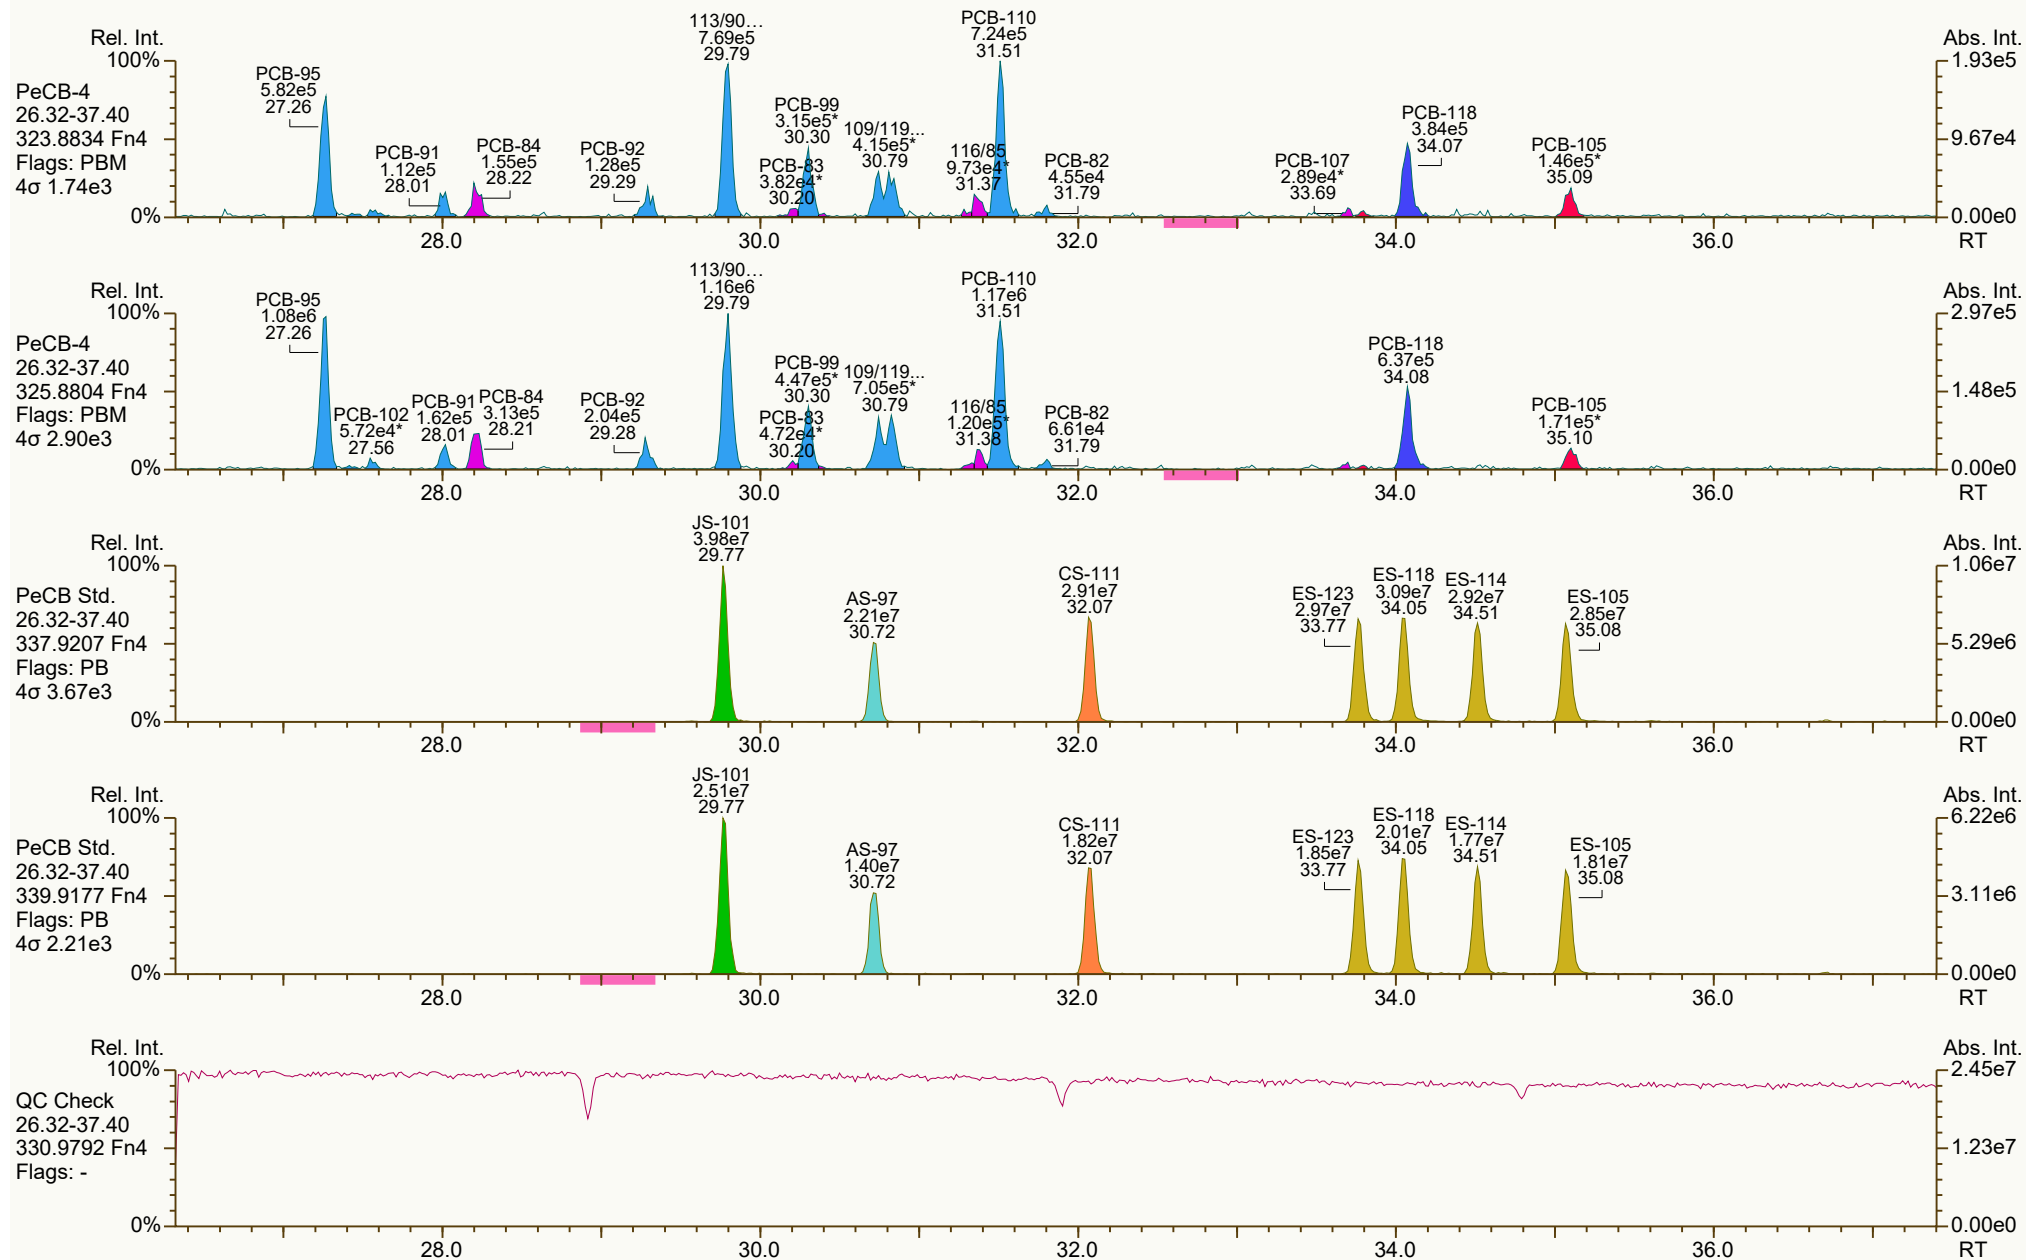 Rel. Int.
100%
0%
PeCB-4
26.32-37.40
323.8834 Fn4
Flags: PBM
4σ 1.74e3
PCB-95
5.82e5
27.26
PCB-91
1.12e5
28.01
PCB-84
1.55e5
28.22
PCB-92
1.28e5
29.29
113/90…
7.69e5
29.79
PCB-83
3.82e4*
30.20
PCB-99
3.15e5*
30.30
109/119…
4.15e5*
30.79
116/85
9.73e4*
31.37
PCB-110
7.24e5
31.51
PCB-82
4.55e4
31.79
PCB-107
2.89e4*
33.69
PCB-118
3.84e5
34.07
PCB-105
1.46e5*
35.09
Abs. Int.
1.93e5
9.67e4
0.00e0
28.0 30.0 32.0 34.0 36.0 RT
Rel. Int.
100%
0%
PeCB-4
26.32-37.40
325.8804 Fn4
Flags: PBM
4σ 2.90e3
PCB-95
1.08e6
27.26
PCB-102
5.72e4*
27.56
PCB-91
1.62e5
28.01
PCB-84
3.13e5
28.21
PCB-92
2.04e5
29.28
113/90…
1.16e6
29.79
PCB-83
4.72e4*
30.20
PCB-99
4.47e5*
30.30
109/119…
7.05e5*
30.79
116/85
1.20e5*
31.38
PCB-110
1.17e6
31.51
PCB-82
6.61e4
31.79
PCB-118
6.37e5
34.08
PCB-105
1.71e5*
35.10
Abs. Int.
2.97e5
1.48e5
0.00e0
28.0 30.0 32.0 34.0 36.0 RT
Rel. Int.
100%
0%
PeCB Std.
26.32-37.40
337.9207 Fn4
Flags: PB
4σ 3.67e3
JS-101
3.98e7
29.77
AS-97
2.21e7
30.72
CS-111
2.91e7
32.07
ES-123
2.97e7
33.77
ES-118
3.09e7
34.05
ES-114
2.92e7
34.51
ES-105
2.85e7
35.08
Abs. Int.
1.06e7
5.29e6
0.00e0
28.0 30.0 32.0 34.0 36.0 RT
Rel. Int.
100%
0%
PeCB Std.
26.32-37.40
339.9177 Fn4
Flags: PB
4σ 2.21e3
JS-101
2.51e7
29.77
AS-97
1.40e7
30.72
CS-111
1.82e7
32.07
ES-123
1.85e7
33.77
ES-118
2.01e7
34.05
ES-114
1.77e7
34.51
ES-105
1.81e7
35.08
Abs. Int.
6.22e6
3.11e6
0.00e0
28.0 30.0 32.0 34.0 36.0 RT
Rel. Int.
100%
0%
QC Check
26.32-37.40
330.9792 Fn4
Flags: -
Abs. Int.
2.45e7
1.23e7
0.00e0
28.0 30.0 32.0 34.0 36.0 RT